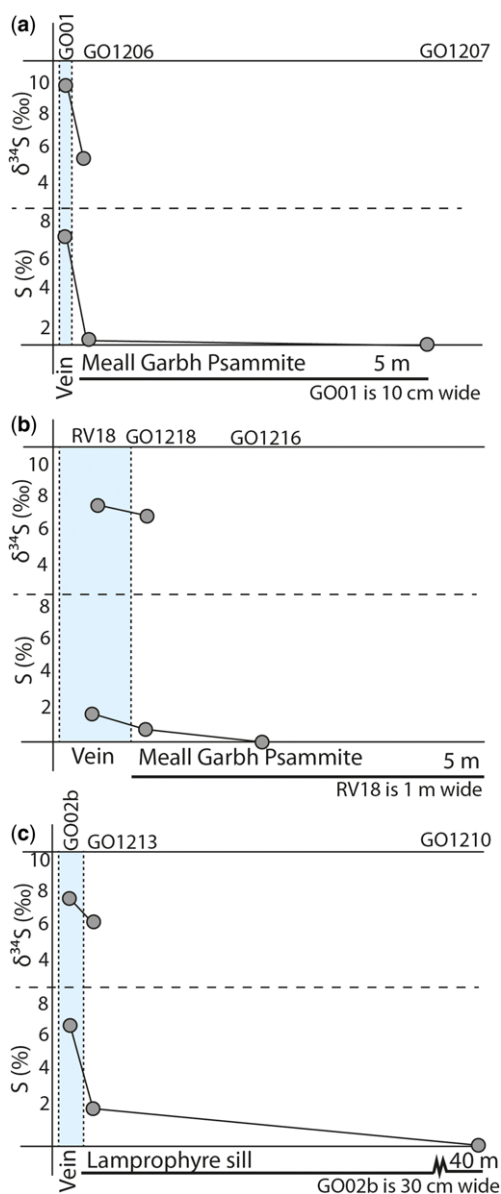 (a)
GO01
GO1206 GO1207
δ³⁴S (‰)
10
8
6
4
S (%)
8
6
4
2
Vein
Meall Garbh Psammite 5 m
GO01 is 10 cm wide
(b)
RV18 GO1218 GO1216
δ³⁴S (‰)
10
8
6
4
S (%)
8
6
4
2
Vein Meall Garbh Psammite 5 m
RV18 is 1 m wide
(c)
GO02b
GO1213 GO1210
δ³⁴S (‰)
10
8
6
4
S (%)
8
6
4
2
Vein
Lamprophyre sill 40 m
GO02b is 30 cm wide